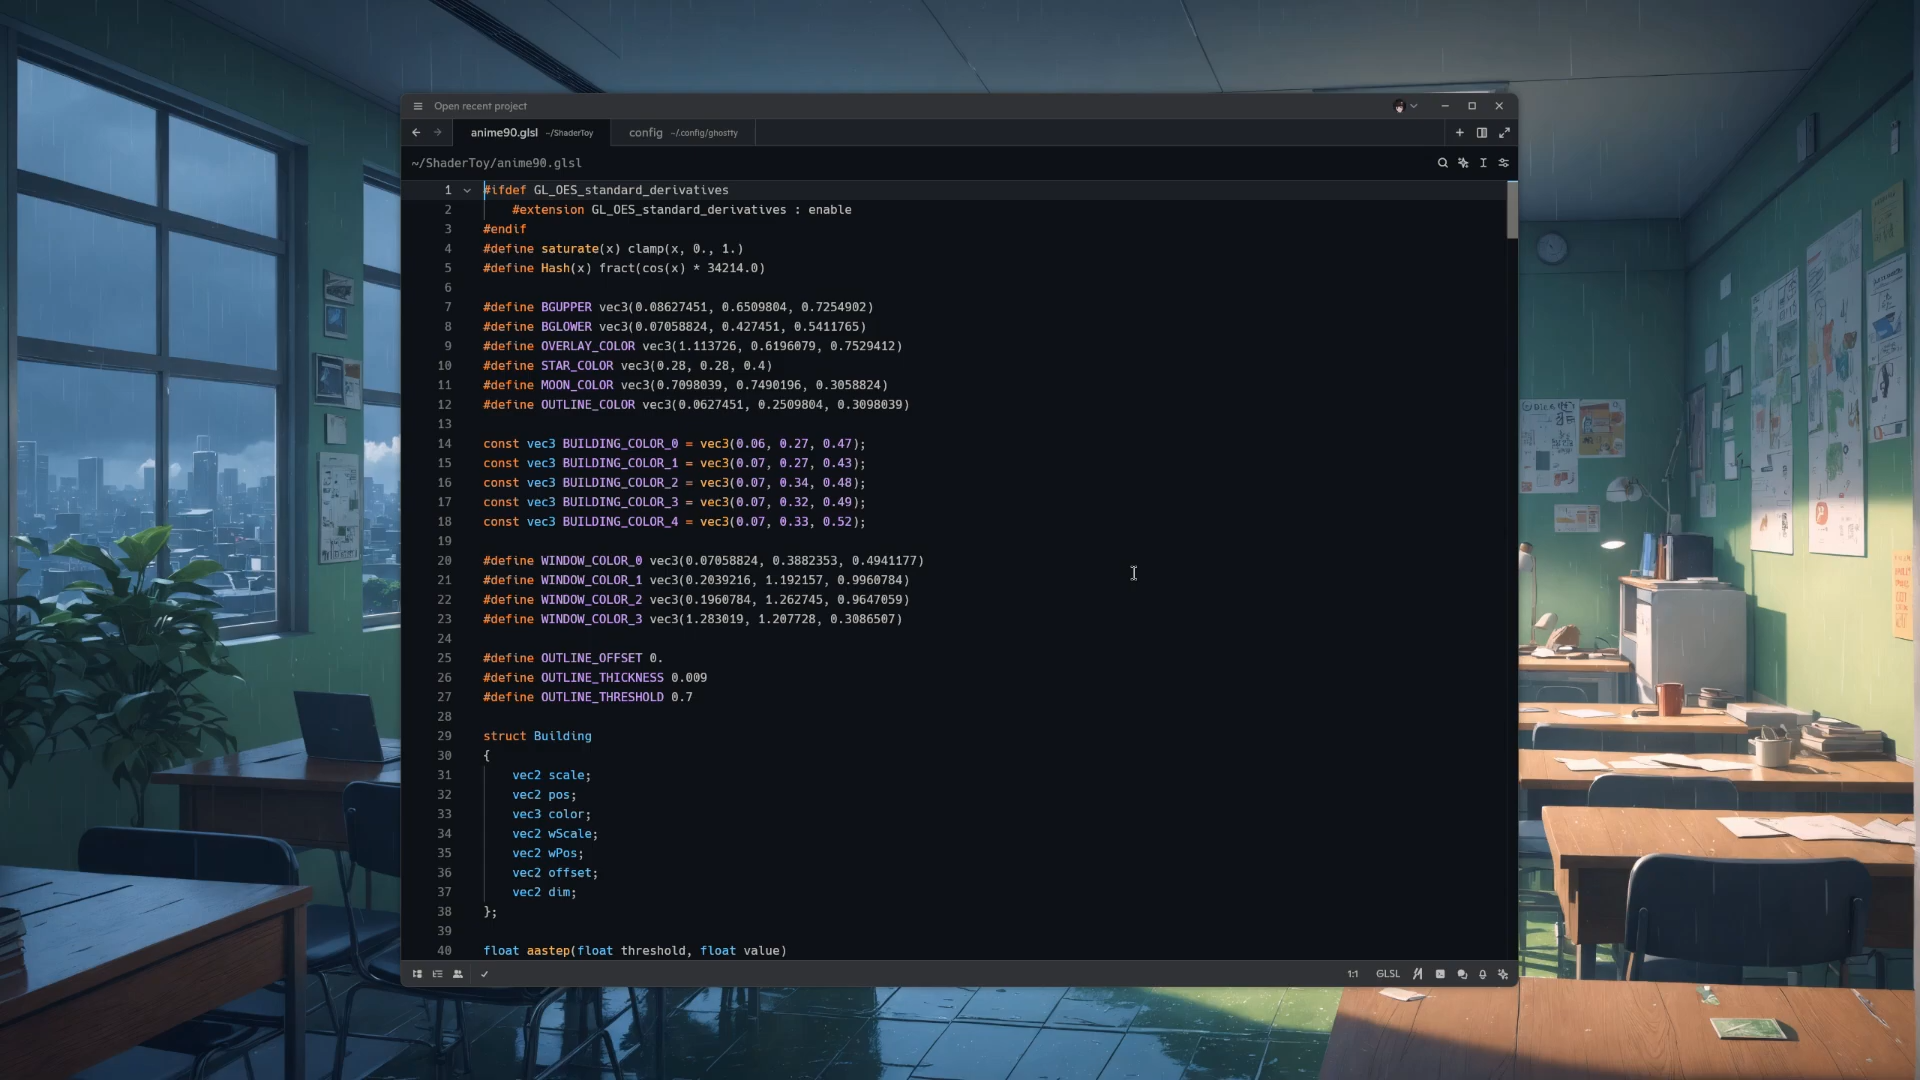 Open recent project
anime90.glsl ~/ShaderToy config ~/.config/ghostty
~/ShaderToy/anime90.glsl
1 #ifdef GL_OES_standard_derivatives
2 #extension GL_OES_standard_derivatives : enable
3 #endif
4 #define saturate(x) clamp(x, 0., 1.)
5 #define Hash(x) fract(cos(x) * 34214.0)
6
7 #define BGUPPER vec3(0.08627451, 0.6509804, 0.7254902)
8 #define BGLOWER vec3(0.07058824, 0.427451, 0.5411765)
9 #define OVERLAY_COLOR vec3(1.113726, 0.6196079, 0.7529412)
10 #define STAR_COLOR vec3(0.28, 0.28, 0.4)
11 #define MOON_COLOR vec3(0.7098039, 0.7490196, 0.3058824)
12 #define OUTLINE_COLOR vec3(0.0627451, 0.2509804, 0.3098039)
13
14 const vec3 BUILDING_COLOR_0 = vec3(0.06, 0.27, 0.47);
15 const vec3 BUILDING_COLOR_1 = vec3(0.07, 0.27, 0.43);
16 const vec3 BUILDING_COLOR_2 = vec3(0.07, 0.34, 0.48);
17 const vec3 BUILDING_COLOR_3 = vec3(0.07, 0.32, 0.49);
18 const vec3 BUILDING_COLOR_4 = vec3(0.07, 0.33, 0.52);
19
20 #define WINDOW_COLOR_0 vec3(0.07058824, 0.3882353, 0.4941177)
21 #define WINDOW_COLOR_1 vec3(0.2039216, 1.192157, 0.9960784)
22 #define WINDOW_COLOR_2 vec3(0.1960784, 1.262745, 0.9647059)
23 #define WINDOW_COLOR_3 vec3(1.283019, 1.207728, 0.3086507)
24
25 #define OUTLINE_OFFSET 0.
26 #define OUTLINE_THICKNESS 0.009
27 #define OUTLINE_THRESHOLD 0.7
28
29 struct Building
30 {
31 vec2 scale;
32 vec2 pos;
33 vec3 color;
34 vec2 wScale;
35 vec2 wPos;
36 vec2 offset;
37 vec2 dim;
38 };
39
40 float aastep(float threshold, float value)
1:1 GLSL